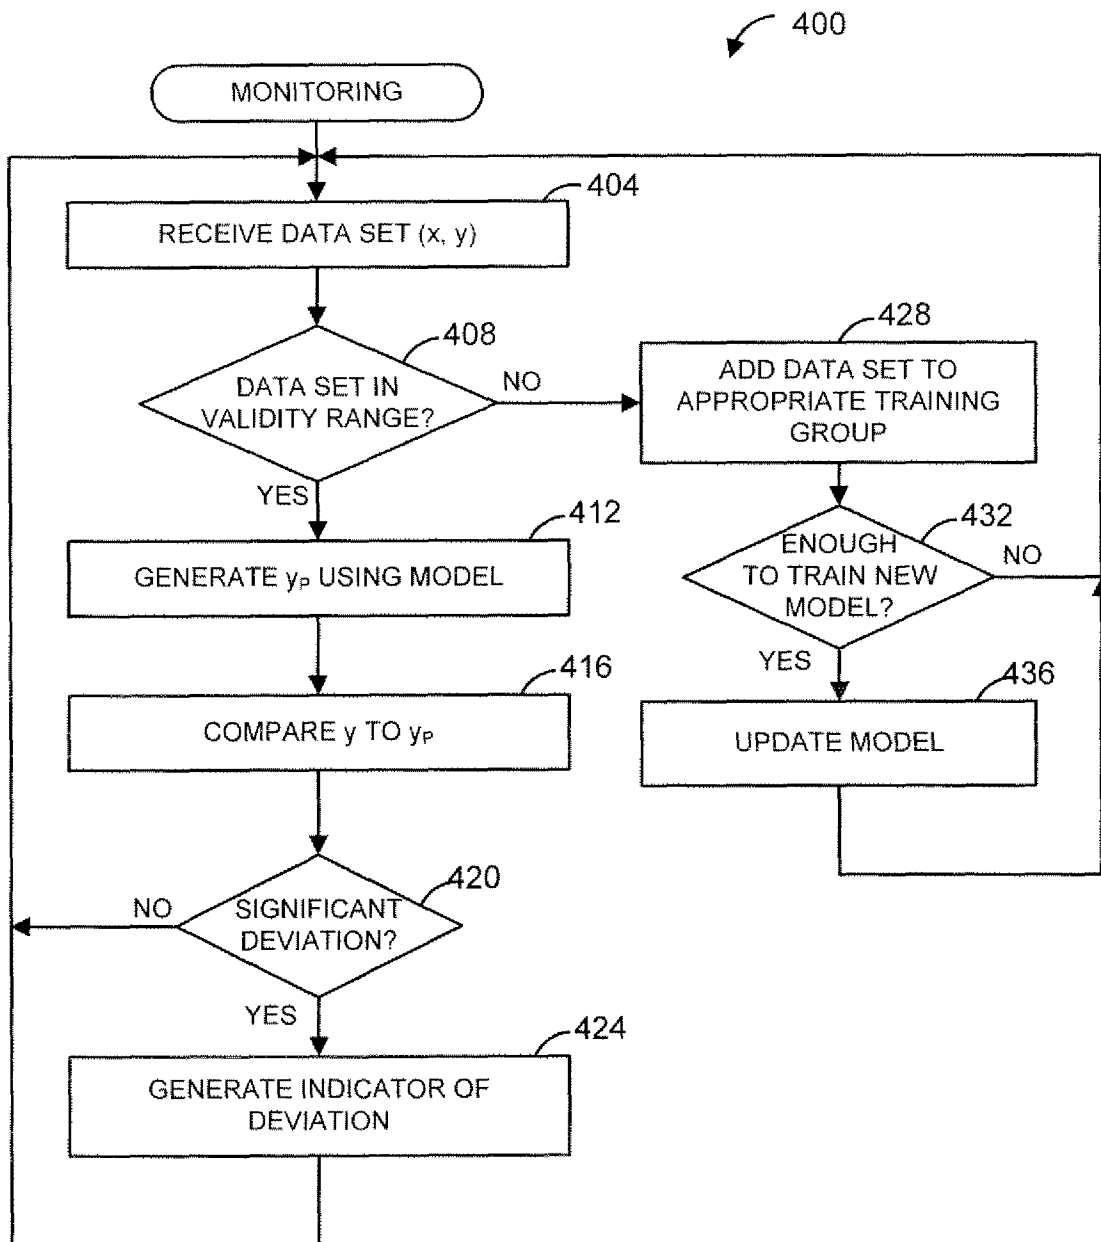 400
MONITORING
404
RECEIVE DATA SET (x, y)
408
DATA SET IN
VALIDITY RANGE?
NO
YES
428
ADD DATA SET TO
APPROPRIATE TRAINING
GROUP
412
GENERATE yP USING MODEL
432
ENOUGH
TO TRAIN NEW
MODEL?
NO
YES
416
COMPARE y TO yP
436
UPDATE MODEL
420
SIGNIFICANT
DEVIATION?
NO
YES
424
GENERATE INDICATOR OF
DEVIATION